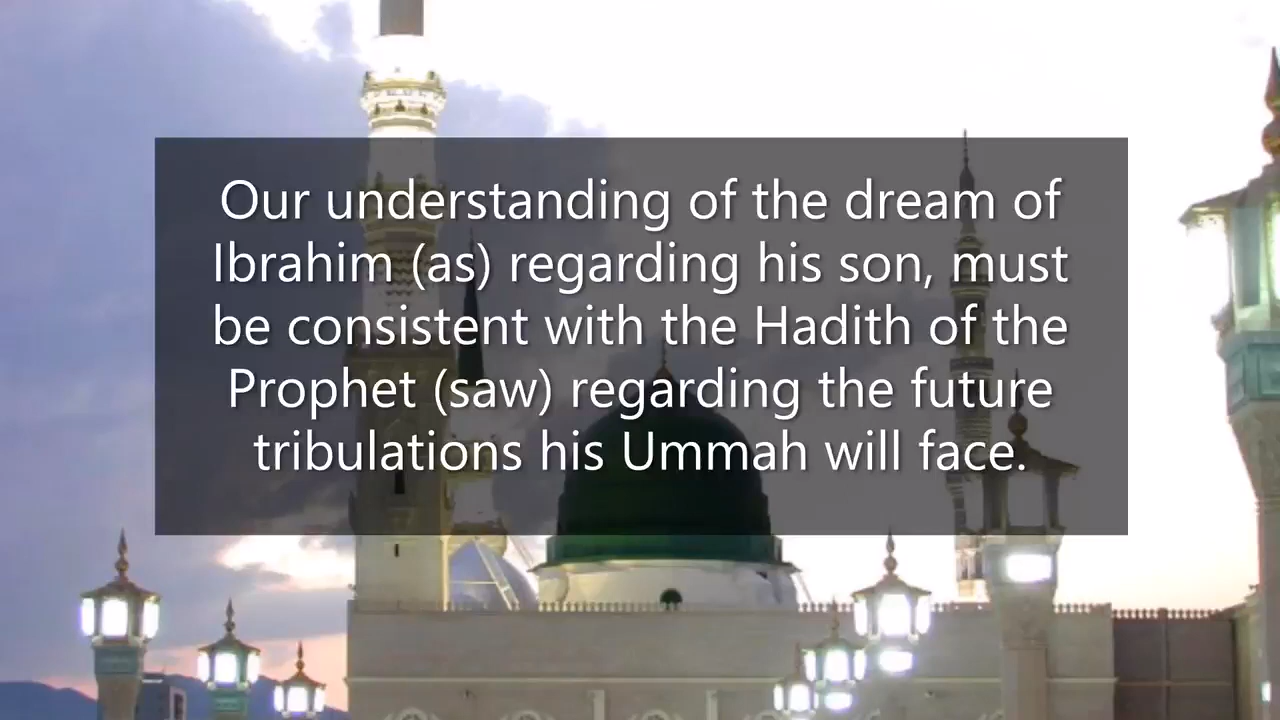 Our understanding of the dream of
Ibrahim (as) regarding his son, must
be consistent with the Hadith of the
Prophet (saw) regarding the future
tribulations his Ummah will face.